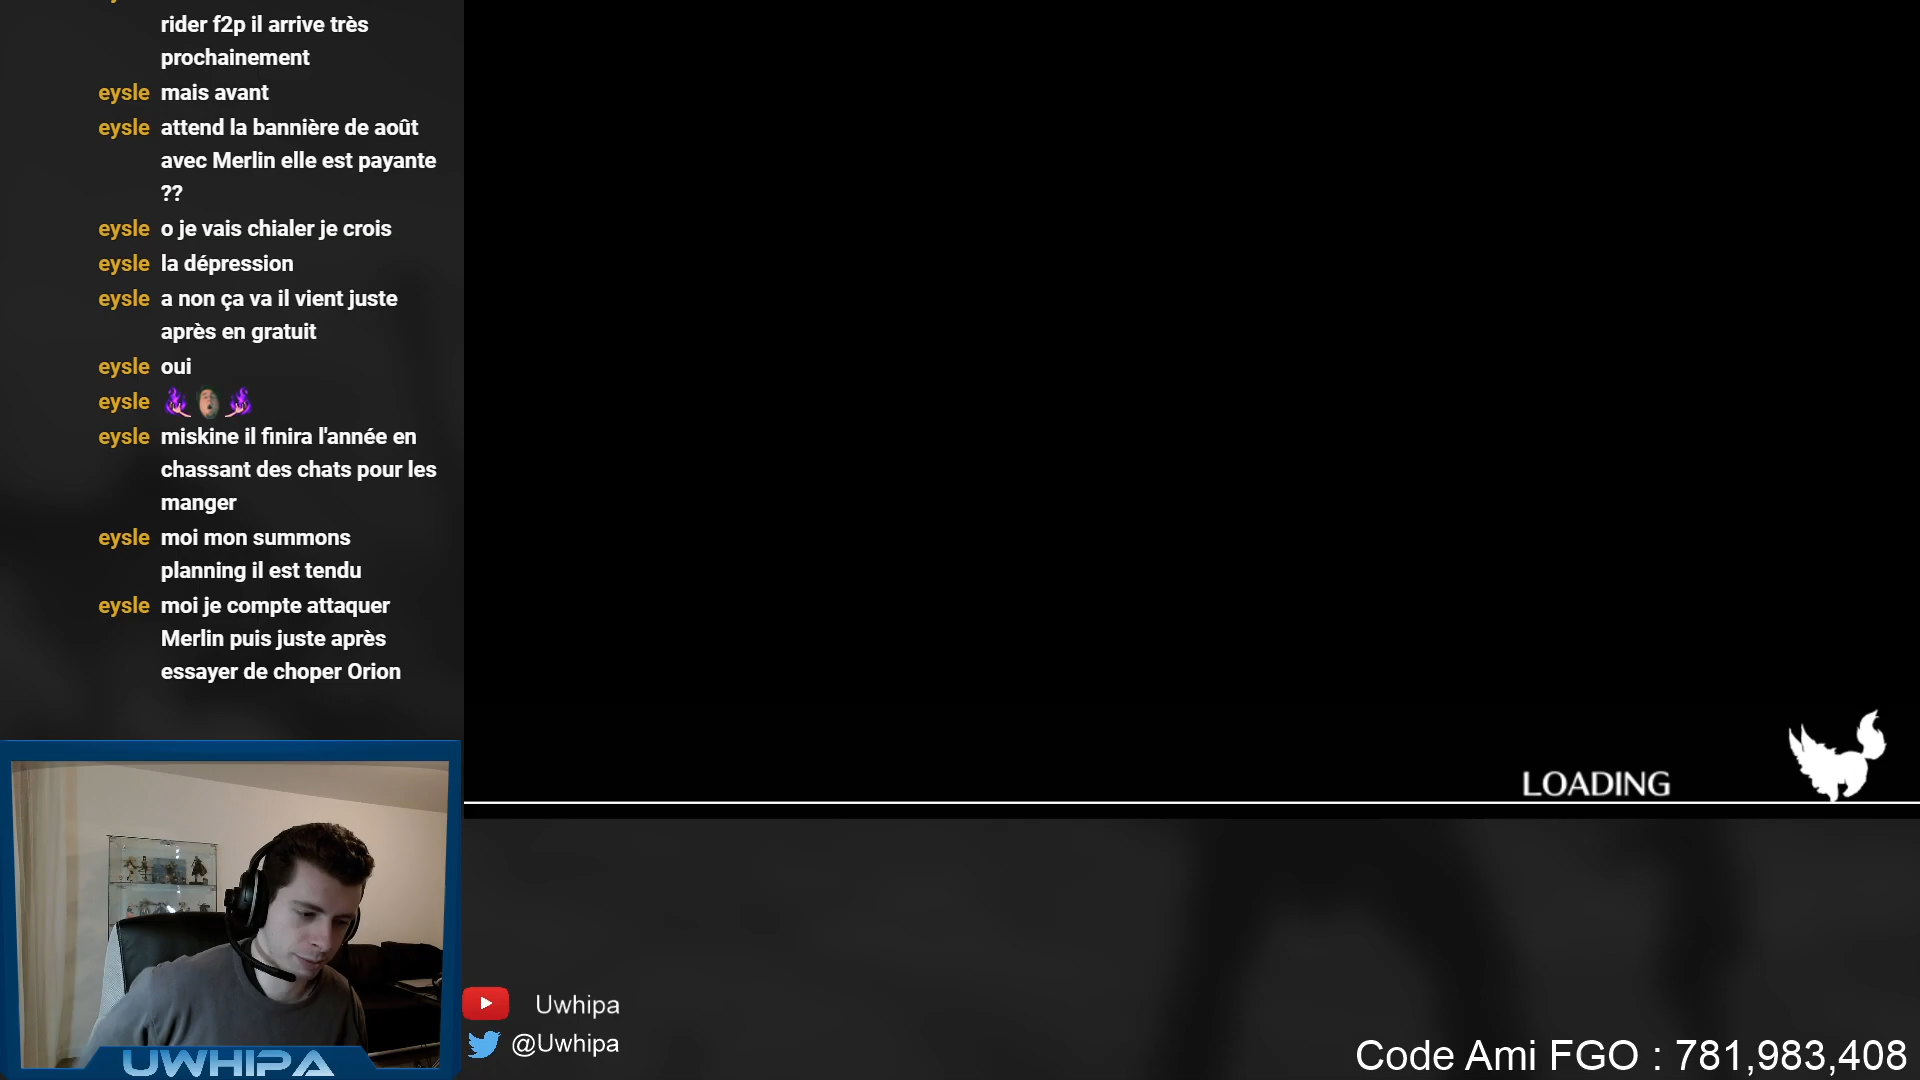 rider f2p il arrive très
prochainement
eysle mais avant
eysle attend la bannière de août
avec Merlin elle est payante
??
eysle o je vais chialer je crois
eysle la dépression
eysle a non ça va il vient juste
après en gratuit
eysle oui
eysle
eysle miskine il finira l'année en
chassant des chats pour les
manger
eysle moi mon summons
planning il est tendu
eysle moi je compte attaquer
Merlin puis juste après
essayer de choper Orion
LOADING
UWHIPA
Uwhipa
@Uwhipa
Code Ami FGO : 781,983,408